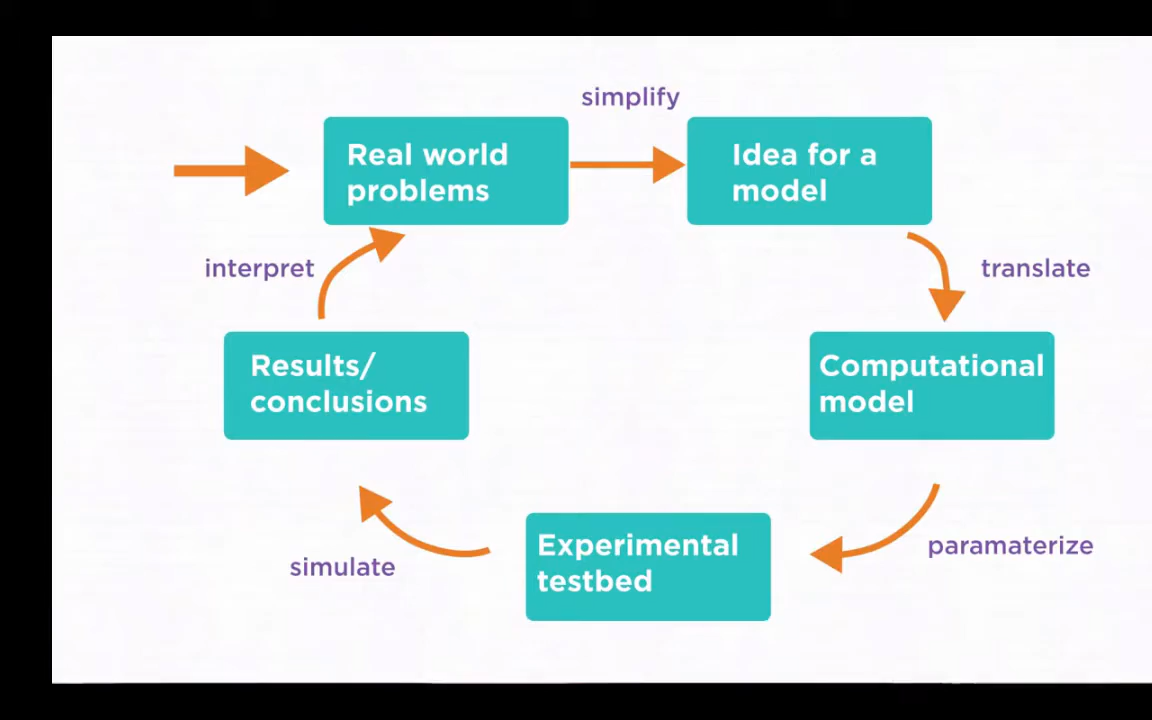 simplify
Real world
problems
Idea for a
model
interpret
translate
Results/
conclusions
Computational
model
Experimental
testbed
paramaterize
simulate